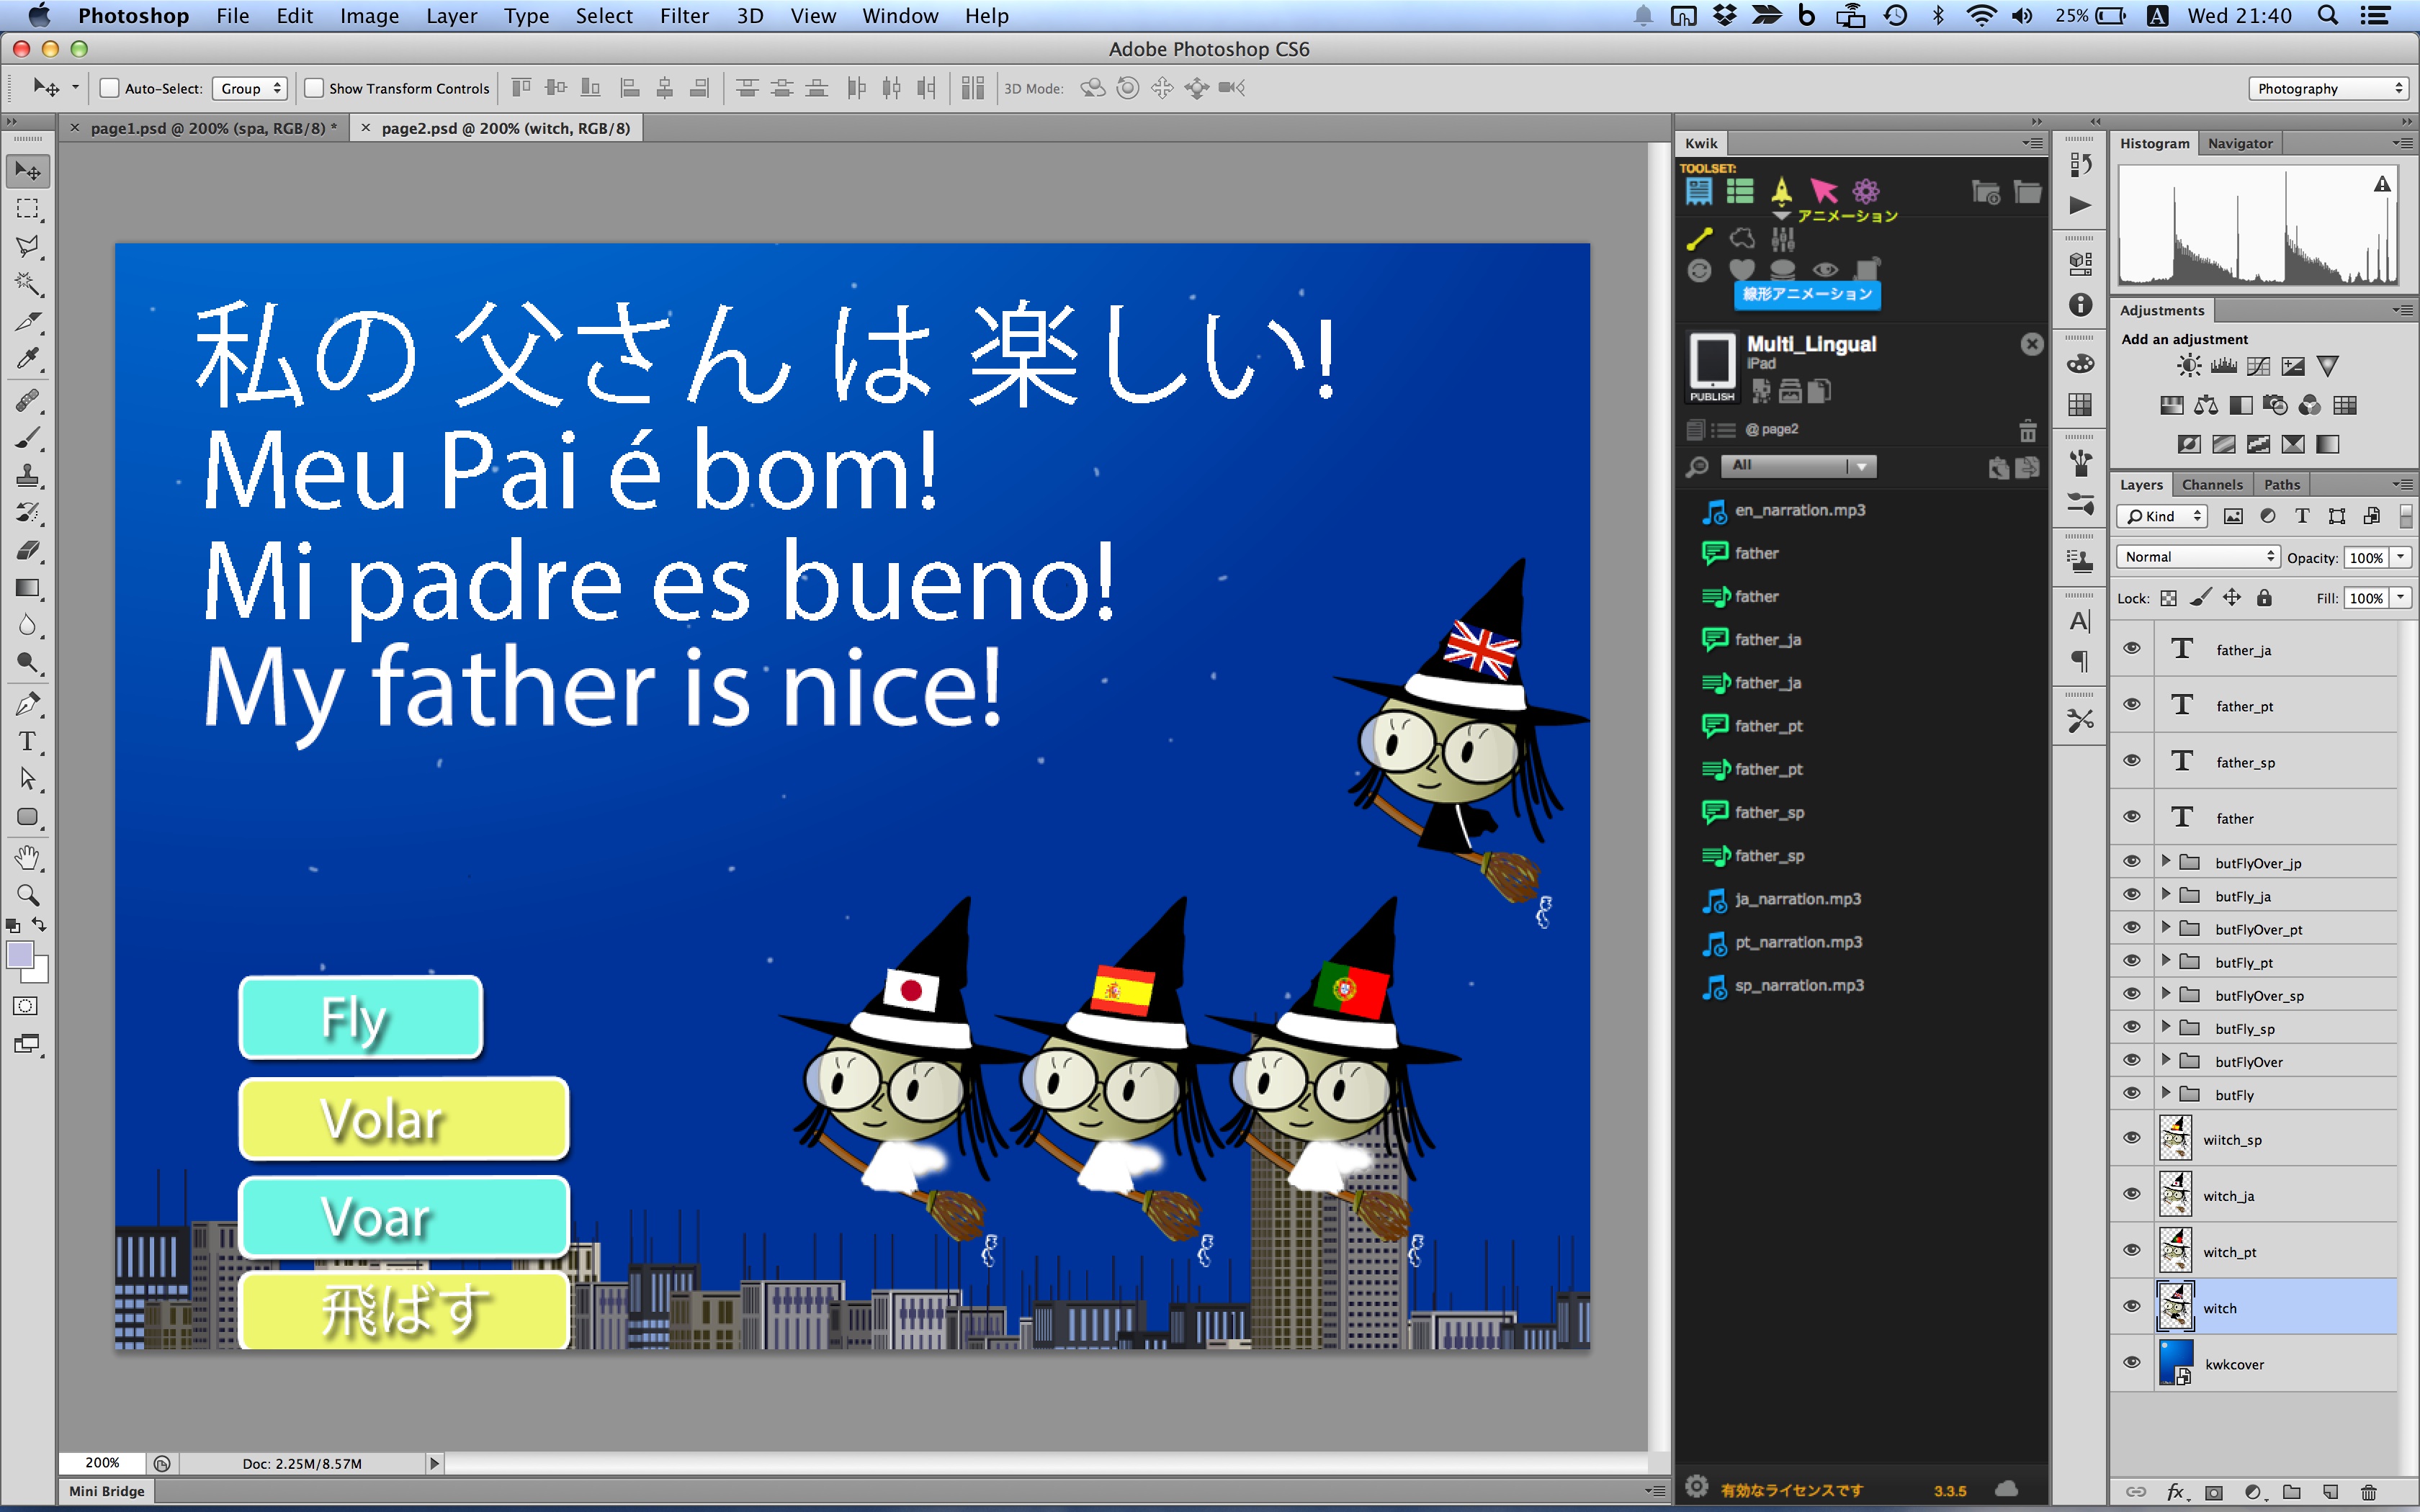 Photoshop File Edit Image Layer Type Select Filter 3D View Window Help
25% A Wed 21:40
Adobe Photoshop CS6
Auto-Select: Group Show Transform Controls 3D Mode: Photography
page1.psd @ 200% (spa, RGB/8) *
page2.psd @ 200% (witch, RGB/8)
私の 父さん は 楽しい!
Meu Pai é bom!
Mi padre es bueno!
My father is nice!
Fly
Volar
Voar
飛ばす
200%
Doc: 2.25M/8.57M
Mini Bridge
Kwik
TOOLSET:
アニメーション
線形アニメーション
Multi_Lingual
iPad
PUBLISH
@ page2
All
en_narration.mp3
father
father
father_ja
father_ja
father_pt
father_pt
father_sp
father_sp
ja_narration.mp3
pt_narration.mp3
sp_narration.mp3
有効なライセンスです 3.3.5
Histogram Navigator
Adjustments
Add an adjustment
Layers Channels Paths
Kind
Normal Opacity: 100%
Lock: Fill: 100%
father_ja
father_pt
father_sp
father
butFlyOver_jp
butFly_ja
butFlyOver_pt
butFly_pt
butFlyOver_sp
butFly_sp
butFlyOver
butFly
wiitch_sp
witch_ja
witch_pt
witch
kwkcover